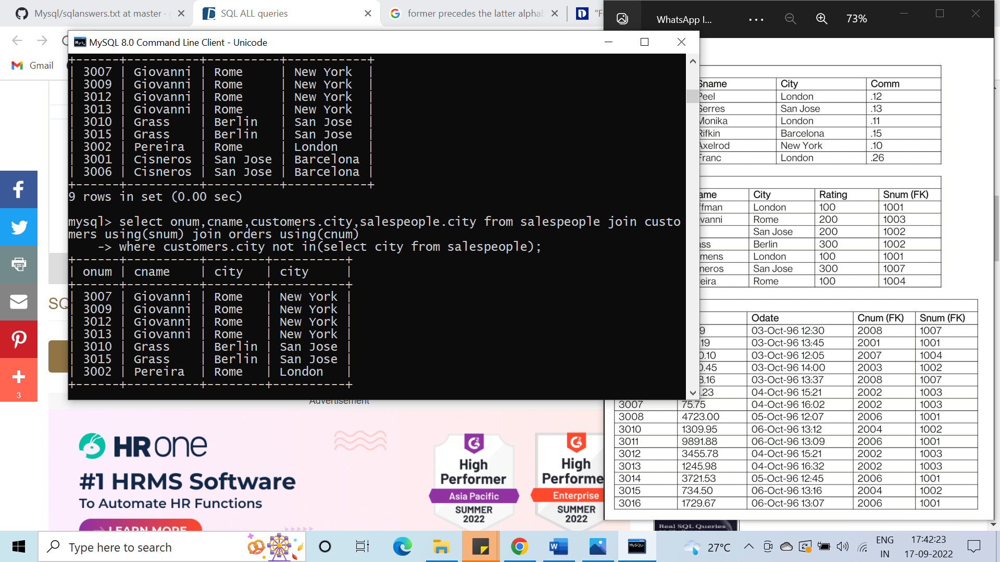 Mysql/sqlanswers.txt at master ·
SQL ALL queries
former precedes the latter alphab
WhatsApp I...
73%
Gmail
MySQL 8.0 Command Line Client - Unicode
| 3007 | Giovanni | Rome | New York |
| 3009 | Giovanni | Rome | New York |
| 3012 | Giovanni | Rome | New York |
| 3013 | Giovanni | Rome | New York |
| 3010 | Grass | Berlin | San Jose |
| 3015 | Grass | Berlin | San Jose |
| 3002 | Pereira | Rome | London |
| 3001 | Cisneros | San Jose | Barcelona |
| 3006 | Cisneros | San Jose | Barcelona |
9 rows in set (0.00 sec)
mysql> select onum,cname,customers.city,salespeople.city from salespeople join custo
mers using(snum) join orders using(cnum)
-> where customers.city not in(select city from salespeople);
| onum | cname | city | city |
| 3007 | Giovanni | Rome | New York |
| 3009 | Giovanni | Rome | New York |
| 3012 | Giovanni | Rome | New York |
| 3013 | Giovanni | Rome | New York |
| 3010 | Grass | Berlin | San Jose |
| 3015 | Grass | Berlin | San Jose |
| 3002 | Pereira | Rome | London |
Sname City Comm
Peel London .12
Serres San Jose .13
Monika London .11
Rifkin Barcelona .15
Axelrod New York .10
Franc London .26
ame City Rating Snum (FK)
ffman London 100 1001
vanni Rome 200 1003
San Jose 200 1002
ass Berlin 300 1002
mens London 100 1001
neros San Jose 300 1007
eira Rome 100 1004
Odate Cnum (FK) Snum (FK)
9 03-Oct-96 12:30 2008 1007
.19 03-Oct-96 13:45 2001 1001
0.10 03-Oct-96 12:05 2007 1004
0.45 03-Oct-96 14:00 2003 1002
8.16 03-Oct-96 13:37 2008 1007
.23 04-Oct-96 15:21 2002 1003
3007 75.75 04-Oct-96 16:02 2002 1003
3008 4723.00 05-Oct-96 12:07 2006 1001
3010 1309.95 06-Oct-96 13:12 2004 1002
3011 9891.88 06-Oct-96 13:09 2006 1001
3012 3455.78 04-Oct-96 15:21 2002 1003
3013 1245.98 04-Oct-96 16:32 2002 1003
3014 3721.53 05-Oct-96 12:45 2006 1001
3015 734.50 06-Oct-96 13:16 2004 1002
3016 1729.67 06-Oct-96 13:07 2006 1001
SQ
3
Advertisement
HR one
#1 HRMS Software
To Automate HR Functions
LEARN MORE
High
Performer
Asia Pacific
SUMMER
2022
High
Performe
Enterprise
SUMMER
2022
Real SQL Queries
Type here to search
27°C
ENG
IN
17:42:23
17-09-2022